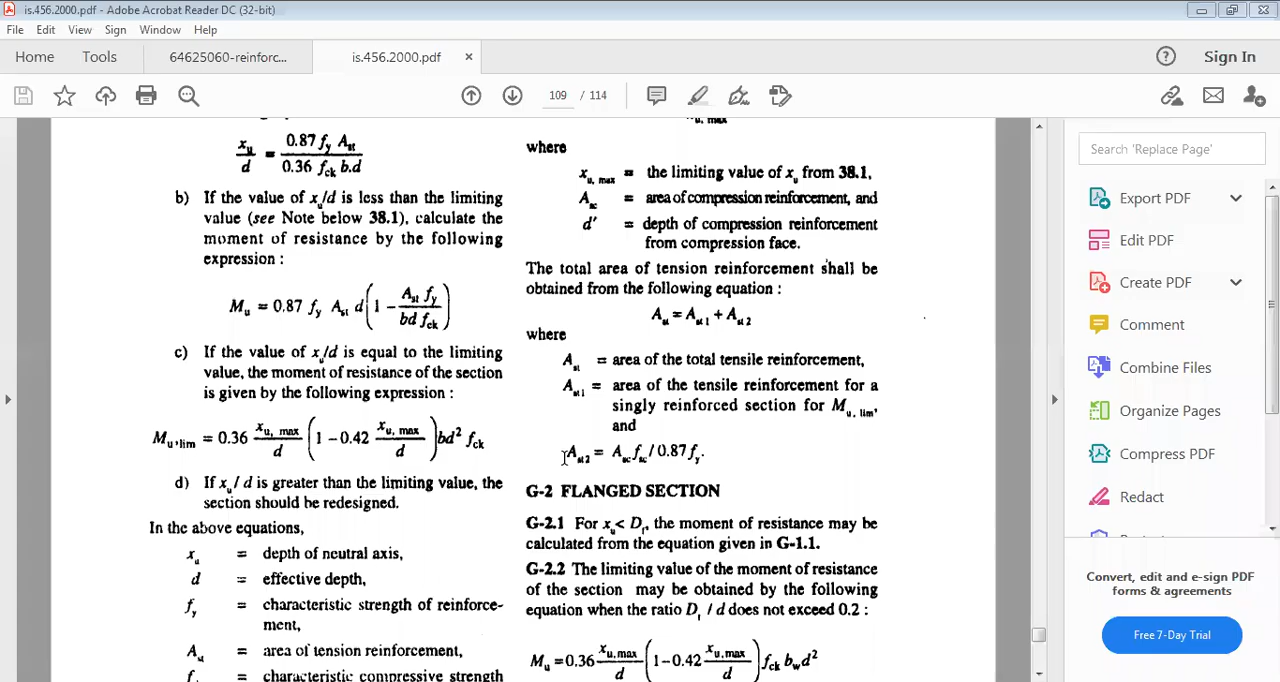 is.456.2000.pdf - Adobe Acrobat Reader DC (32-bit)
File Edit View Sign Window Help
Home Tools 64625060-reinforc... is.456.2000.pdf × Sign In
109 / 114
x_u/d = 0.87 f_y A_st / 0.36 f_ck b.d
b) If the value of x_u/d is less than the limiting
value (see Note below 38.1), calculate the
moment of resistance by the following
expression :
M_u = 0.87 f_y A_st d (1 - A_st f_y / bd f_ck)
c) If the value of x_u/d is equal to the limiting
value, the moment of resistance of the section
is given by the following expression :
M_u,lim = 0.36 x_u, max / d (1 - 0.42 x_u, max / d) bd² f_ck
d) If x_u / d is greater than the limiting value, the
section should be redesigned.
In the above equations,
x_u = depth of neutral axis,
d = effective depth,
f_y = characteristic strength of reinforce-
ment,
A_st = area of tension reinforcement,
characteristic compressive strength
where
x_u, max = the limiting value of x_u from 38.1,
A_sc = area of compression reinforcement, and
d' = depth of compression reinforcement
from compression face.
The total area of tension reinforcement shall be
obtained from the following equation :
A_st = A_st1 + A_st2
where
A_st = area of the total tensile reinforcement,
A_st1 = area of the tensile reinforcement for a
singly reinforced section for M_u, lim,
and
A_st2 = A_sc f_sc / 0.87 f_y.
G-2 FLANGED SECTION
G-2.1 For x_u < D_f, the moment of resistance may be
calculated from the equation given in G-1.1.
G-2.2 The limiting value of the moment of resistance
of the section may be obtained by the following
equation when the ratio D_f / d does not exceed 0.2 :
M_u = 0.36 x_u,max / d (1 - 0.42 x_u,max / d) f_ck b_w d²
Search 'Replace Page'
Export PDF
Edit PDF
Create PDF
Comment
Combine Files
Organize Pages
Compress PDF
Redact
Convert, edit and e-sign PDF
forms & agreements
Free 7-Day Trial